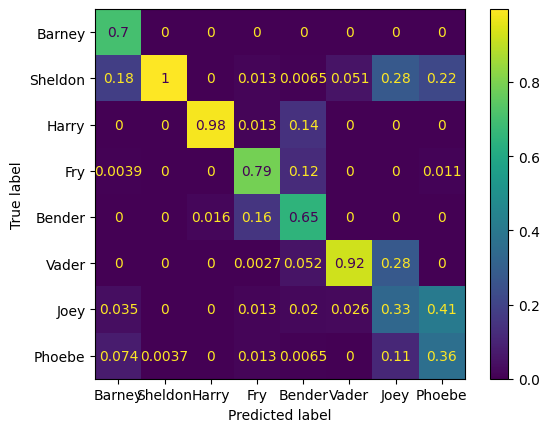 Barney 0.7 0 0 0 0 0 0 0
Sheldon 0.18 1 0 0.013 0.0065 0.051 0.28 0.22
Harry 0 0 0.98 0.013 0.14 0 0 0
Fry 0.0039 0 0 0.79 0.12 0 0 0.011
Bender 0 0 0.016 0.16 0.65 0 0 0
Vader 0 0 0 0.0027 0.052 0.92 0.28 0
Joey 0.035 0 0 0.013 0.02 0.026 0.33 0.41
Phoebe 0.074 0.0037 0 0.013 0.0065 0 0.11 0.36
Barney Sheldon Harry Fry Bender Vader Joey Phoebe
Predicted label
True label
0.8
0.6
0.4
0.2
0.0